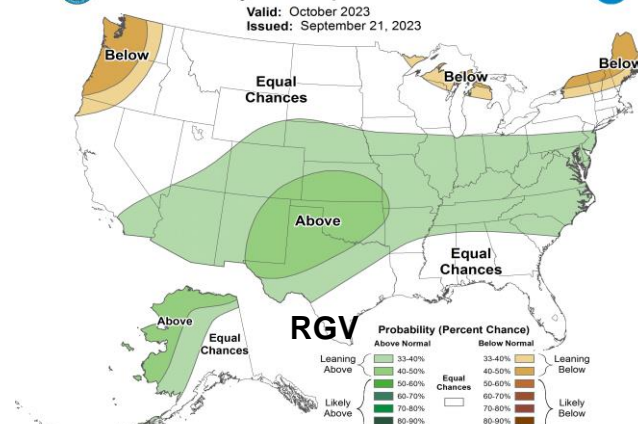 Valid: October 2023
Issued: September 21, 2023
Below
Equal
Chances
Below
Below
Above
Equal
Chances
Above
Equal
Chances
RGV
Probability (Percent Chance)
Above Normal
Below Normal
Leaning
Above
33-40%
40-50%
50-60%
60-70%
70-80%
80-90%
Likely
Above
Equal
Chances
33-40%
40-50%
50-60%
60-70%
70-80%
80-90%
Leaning
Below
Likely
Below